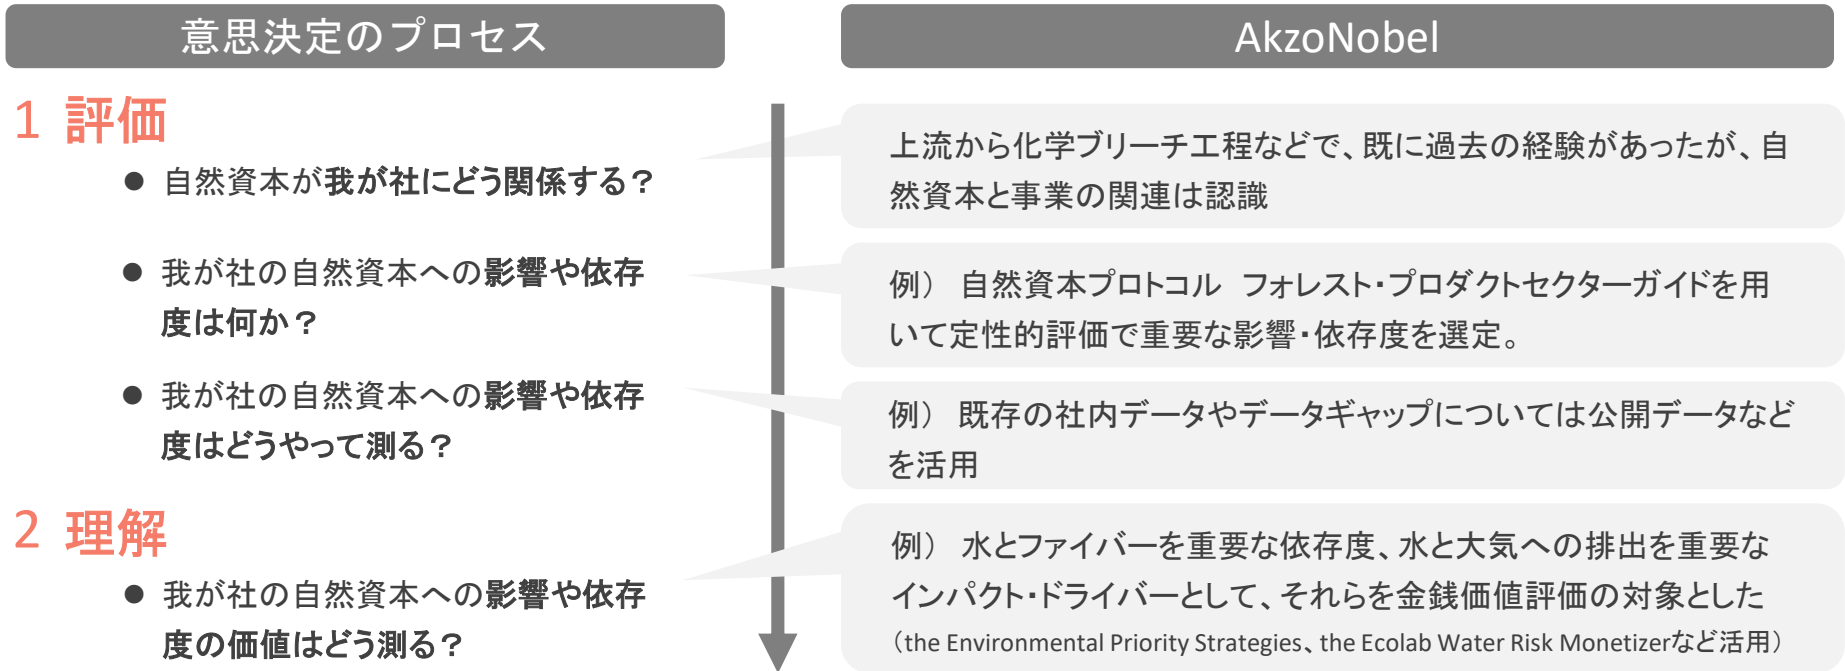 意思決定のプロセス
AkzoNobel
1 評価
● 自然資本が我が社にどう関係する？
上流から化学ブリーチ工程などで、既に過去の経験があったが、自
然資本と事業の関連は認識
● 我が社の自然資本への影響や依存
度は何か？
例） 自然資本プロトコル フォレスト・プロダクトセクターガイドを用
いて定性的評価で重要な影響・依存度を選定。
● 我が社の自然資本への影響や依存
度はどうやって測る？
例） 既存の社内データやデータギャップについては公開データなど
を活用
2 理解
● 我が社の自然資本への影響や依存
度の価値はどう測る？
例） 水とファイバーを重要な依存度、水と大気への排出を重要な
インパクト・ドライバーとして、それらを金銭価値評価の対象とした
（the Environmental Priority Strategies、the Ecolab Water Risk Monetizerなど活用）